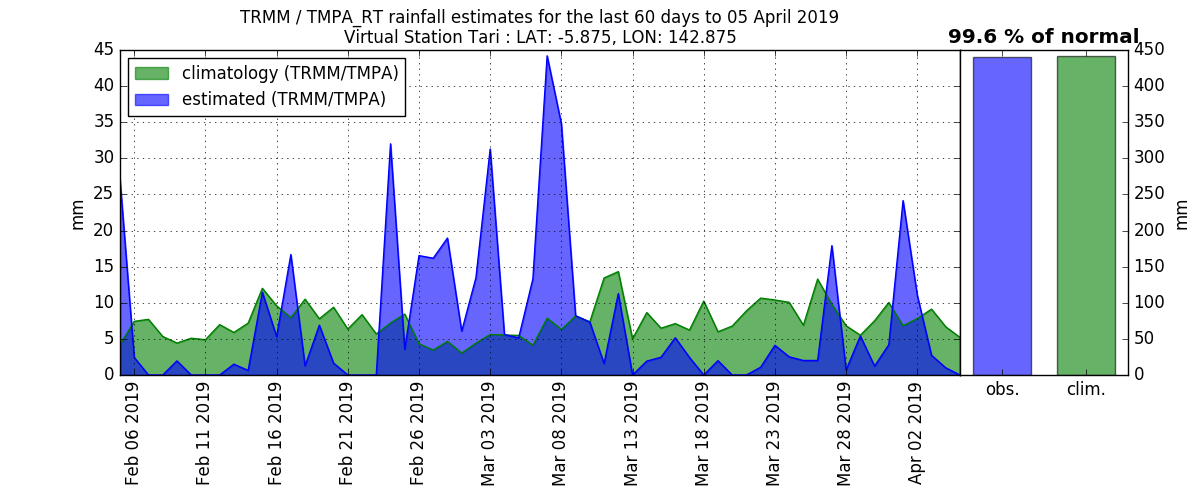 TRMM / TMPA_RT rainfall estimates for the last 60 days to 05 April 2019
Virtual Station Tari : LAT: -5.875, LON: 142.875
99.6 % of normal
climatology (TRMM/TMPA)
estimated (TRMM/TMPA)
45
40
35
30
25
20
15
10
5
0
mm
450
400
350
300
250
200
150
100
50
0
mm
Feb 06 2019
Feb 11 2019
Feb 16 2019
Feb 21 2019
Feb 26 2019
Mar 03 2019
Mar 08 2019
Mar 13 2019
Mar 18 2019
Mar 23 2019
Mar 28 2019
Apr 02 2019
obs.
clim.